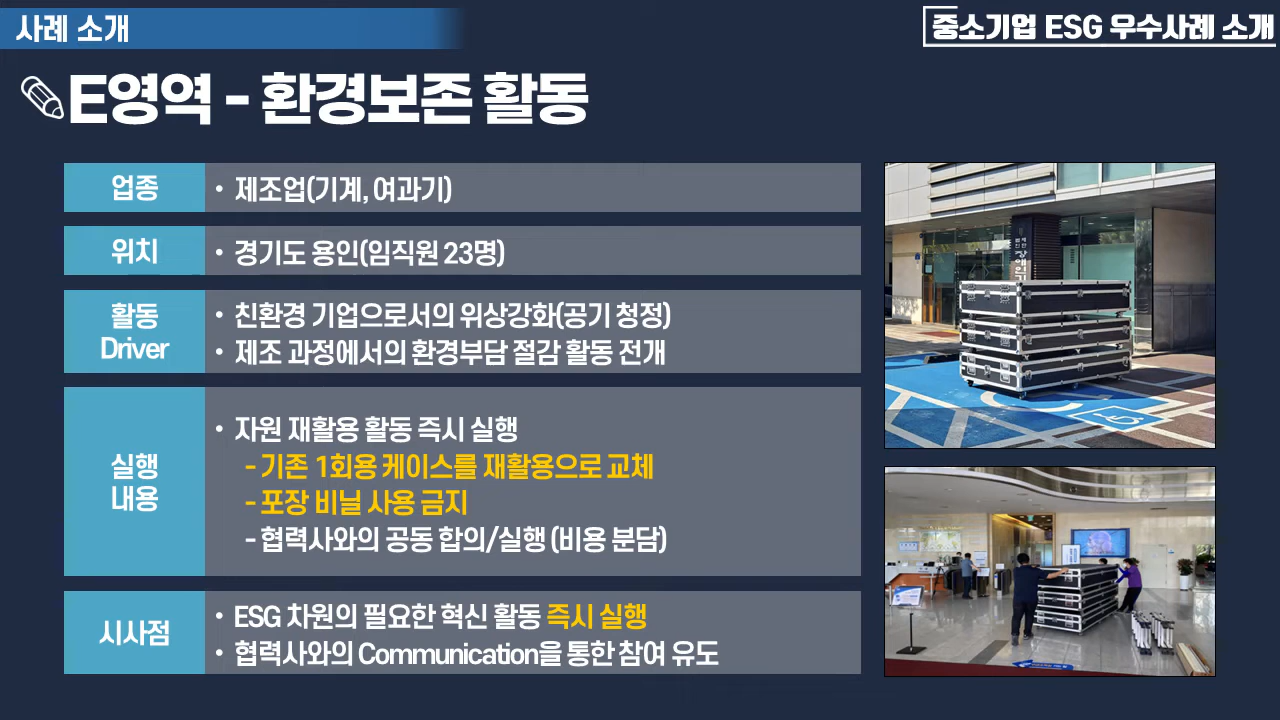 사례 소개
중소기업 ESG 우수사례 소개
E영역 - 환경보존 활동
업종
• 제조업(기계, 여과기)
위치
• 경기도 용인(임직원 23명)
활동
Driver
• 친환경 기업으로서의 위상강화(공기 청정)
• 제조 과정에서의 환경부담 절감 활동 전개
실행
내용
• 자원 재활용 활동 즉시 실행
- 기존 1회용 케이스를 재활용으로 교체
- 포장 비닐 사용 금지
- 협력사와의 공동 합의/실행 (비용 분담)
시사점
• ESG 차원의 필요한 혁신 활동 즉시 실행
• 협력사와의 Communication을 통한 참여 유도